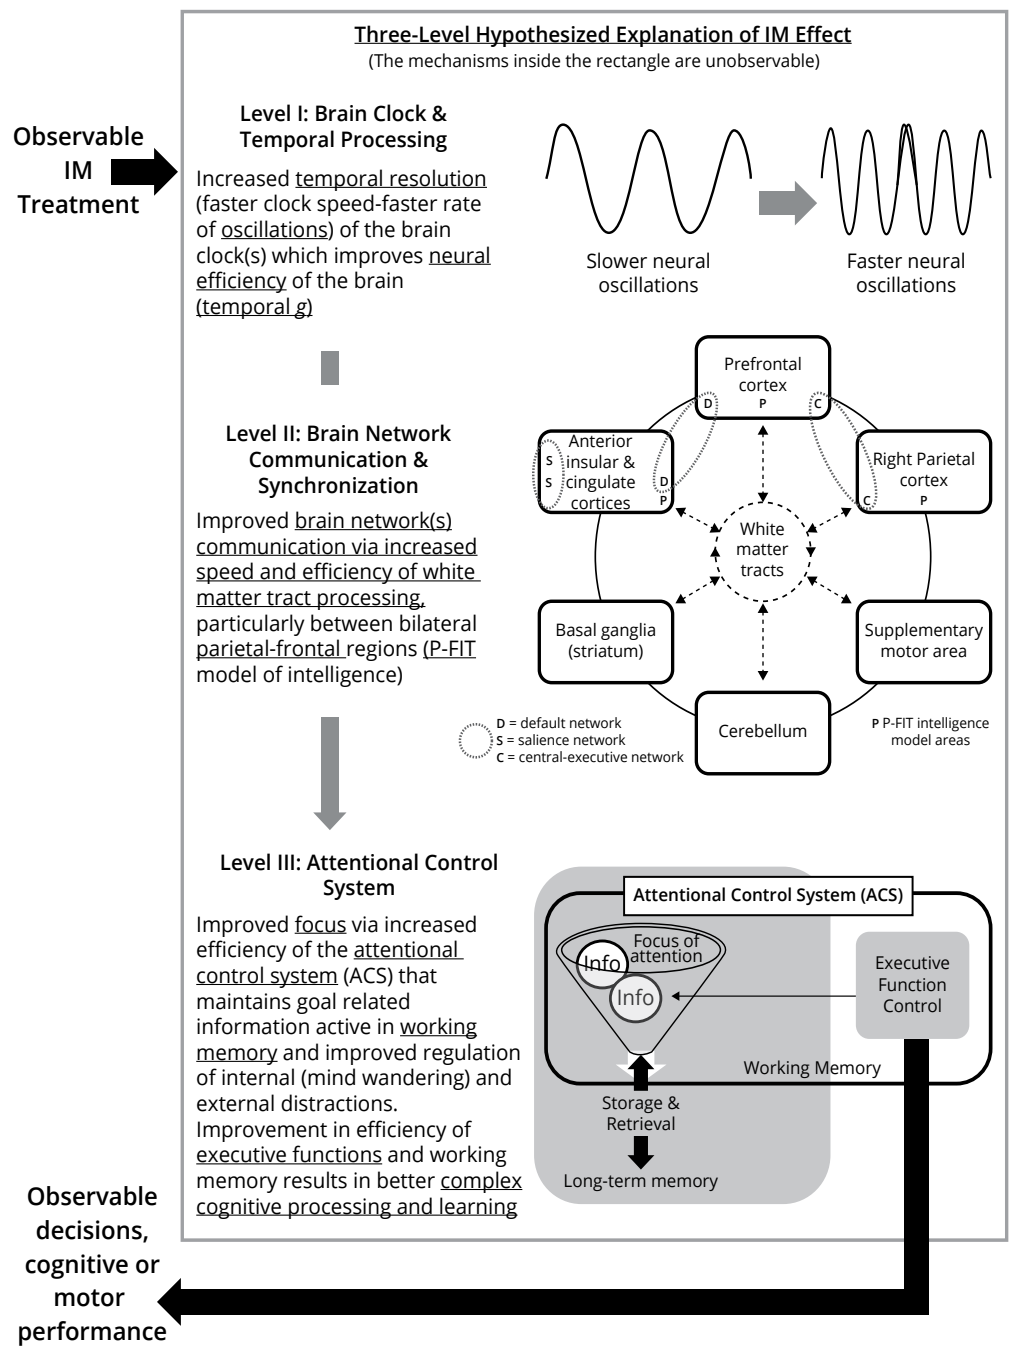 Three-Level Hypothesized Explanation of IM Effect
(The mechanisms inside the rectangle are unobservable)
Observable
IM
Treatment
Level I: Brain Clock &
Temporal Processing
Increased temporal resolution
(faster clock speed-faster rate
of oscillations) of the brain
clock(s) which improves neural
efficiency of the brain
(temporal g)
Slower neural
oscillations
Faster neural
oscillations
Level II: Brain Network
Communication &
Synchronization
Improved brain network(s)
communication via increased
speed and efficiency of white
matter tract processing,
particularly between bilateral
parietal-frontal regions (P-FIT
model of intelligence)
Prefrontal
cortex
D P C
Anterior
insular &
cingulate
cortices
S
S
D
P
Right Parietal
cortex
C P
White
matter
tracts
Basal ganglia
(striatum)
Supplementary
motor area
Cerebellum
D = default network
S = salience network
C = central-executive network
P P-FIT intelligence
model areas
Level III: Attentional Control
System
Improved focus via increased
efficiency of the attentional
control system (ACS) that
maintains goal related
information active in working
memory and improved regulation
of internal (mind wandering) and
external distractions.
Improvement in efficiency of
executive functions and working
memory results in better complex
cognitive processing and learning
Attentional Control System (ACS)
Focus of
attention
Info
Info
Executive
Function
Control
Working Memory
Storage &
Retrieval
Long-term memory
Observable
decisions,
cognitive or
motor
performance